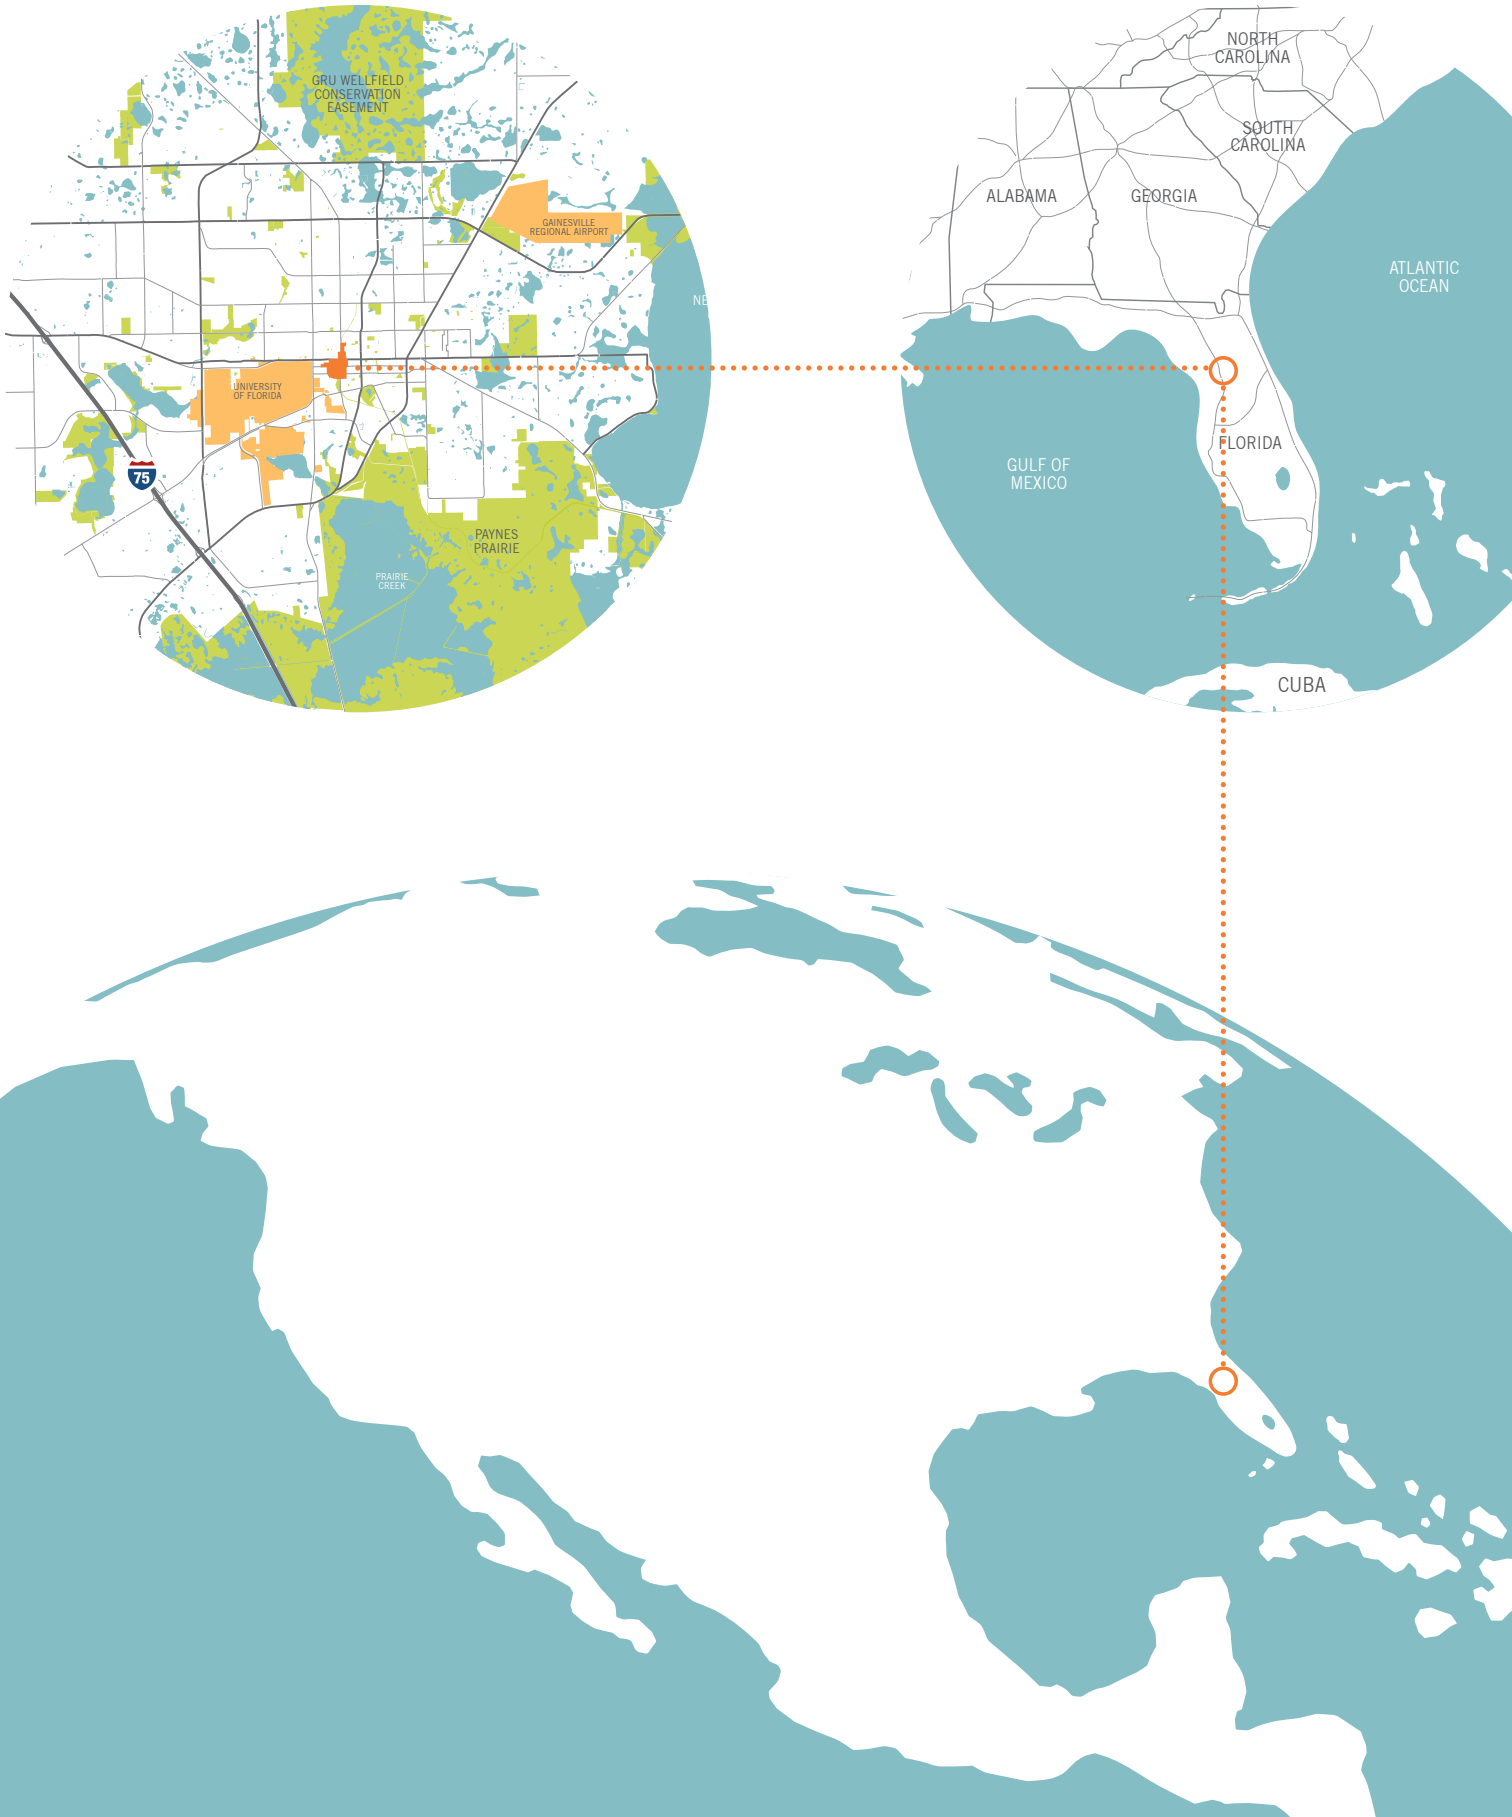 GRU WELLFIELD
CONSERVATION
EASEMENT
GAINESVILLE
REGIONAL AIRPORT
NE
UNIVERSITY
OF FLORIDA
75
PAYNES
PRAIRIE
PRAIRIE
CREEK
NORTH
CAROLINA
SOUTH
CAROLINA
ALABAMA
GEORGIA
ATLANTIC
OCEAN
FLORIDA
GULF OF
MEXICO
CUBA